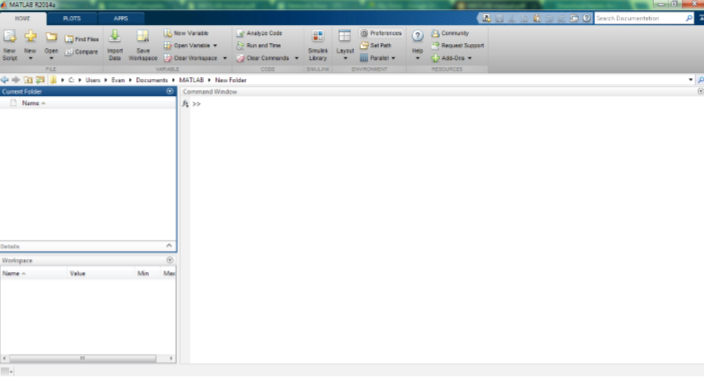 MATLAB R2014a
HOME PLOTS APPS
Search Documentation
New Script New Open Find Files Compare Import Data Save Workspace New Variable Open Variable Clear Workspace Analyze Code Run and Time Clear Commands Simulink Library Layout Preferences Set Path Parallel Help Community Request Support Add-Ons
FILE VARIABLE CODE SIMULINK ENVIRONMENT RESOURCES
C: Users Evan Documents MATLAB New Folder
Current Folder
Name
Command Window
fx >>
Details
Workspace
Name Value Min Max